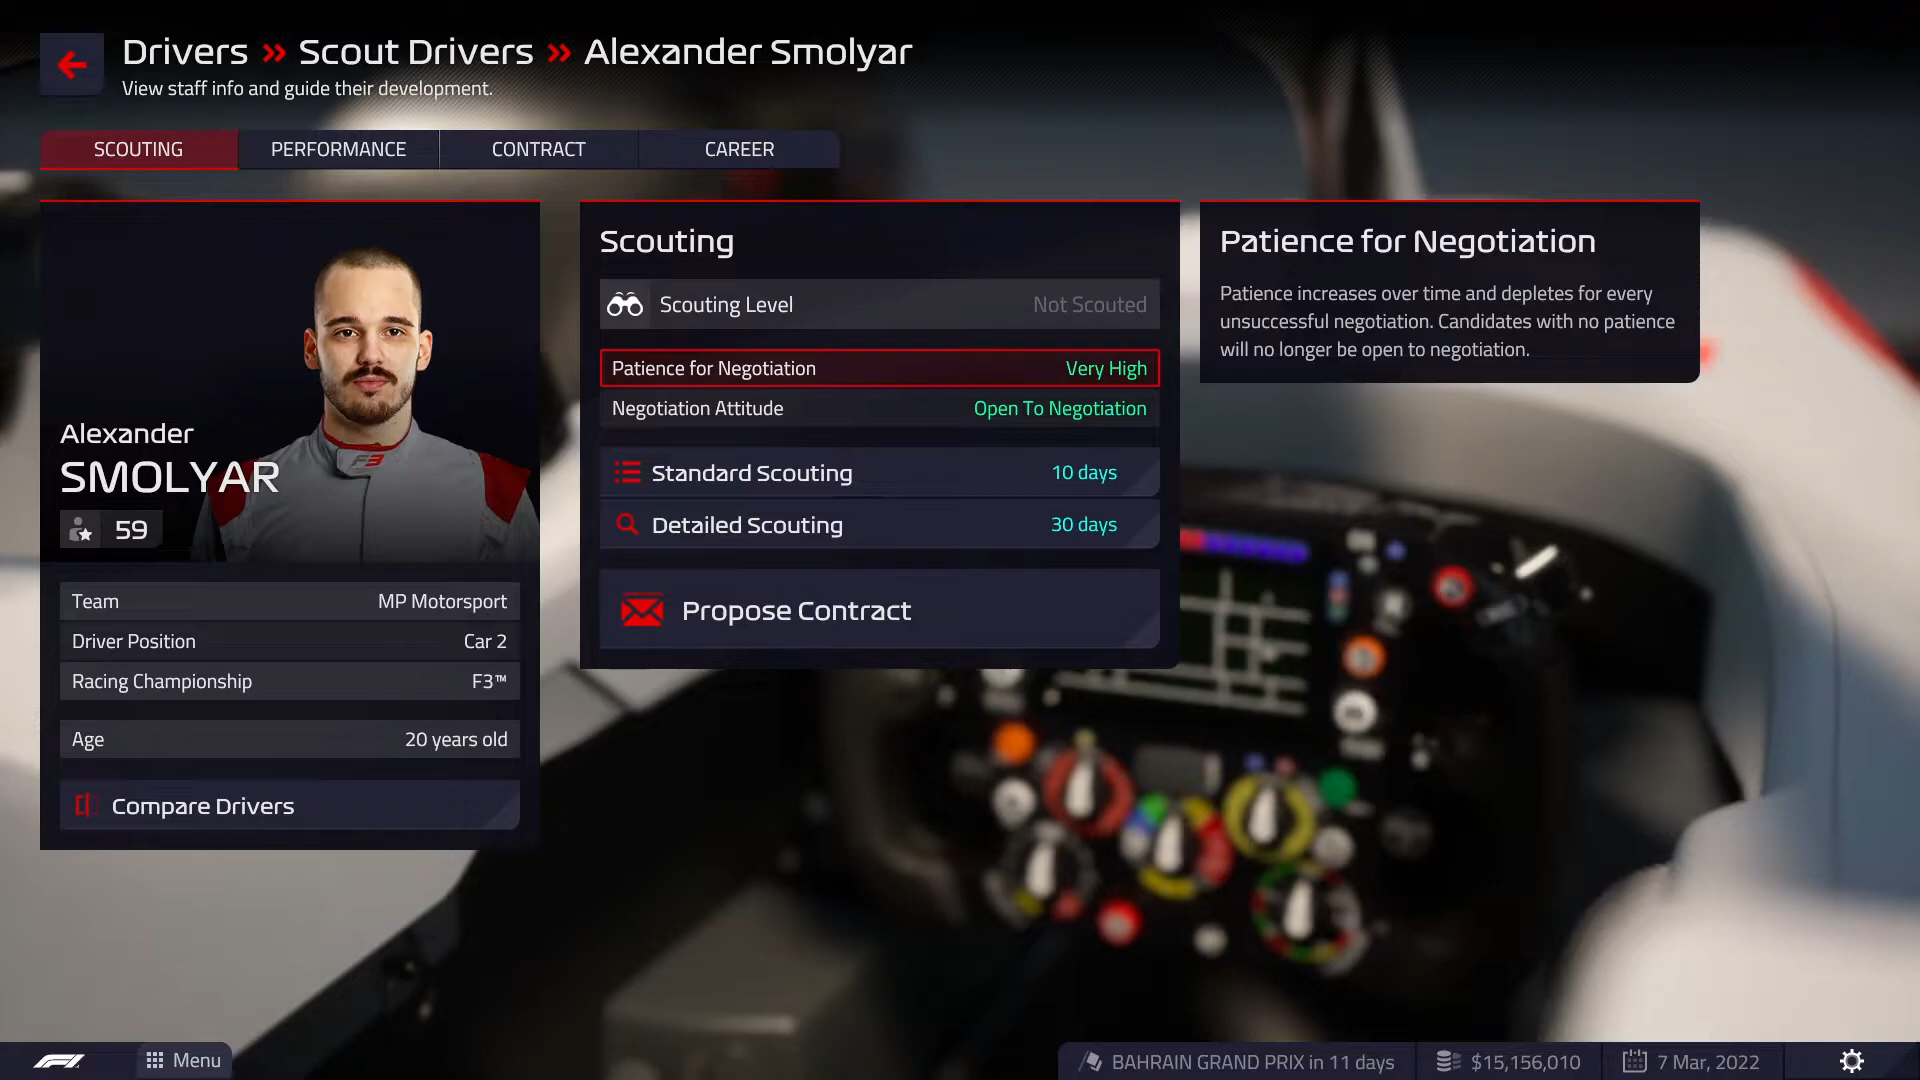 Drivers » Scout Drivers » Alexander Smolyar
View staff info and guide their development.
SCOUTING
PERFORMANCE
CONTRACT
CAREER
Alexander
SMOLYAR
59
Team MP Motorsport
Driver Position Car 2
Racing Championship F3™
Age 20 years old
Compare Drivers
F3
Scouting
Scouting Level Not Scouted
Patience for Negotiation Very High
Negotiation Attitude Open To Negotiation
Standard Scouting 10 days
Detailed Scouting 30 days
Propose Contract
Patience for Negotiation
Patience increases over time and depletes for every
unsuccessful negotiation. Candidates with no patience
will no longer be open to negotiation.
F1
Menu
BAHRAIN GRAND PRIX in 11 days
$15,156,010
7 Mar, 2022